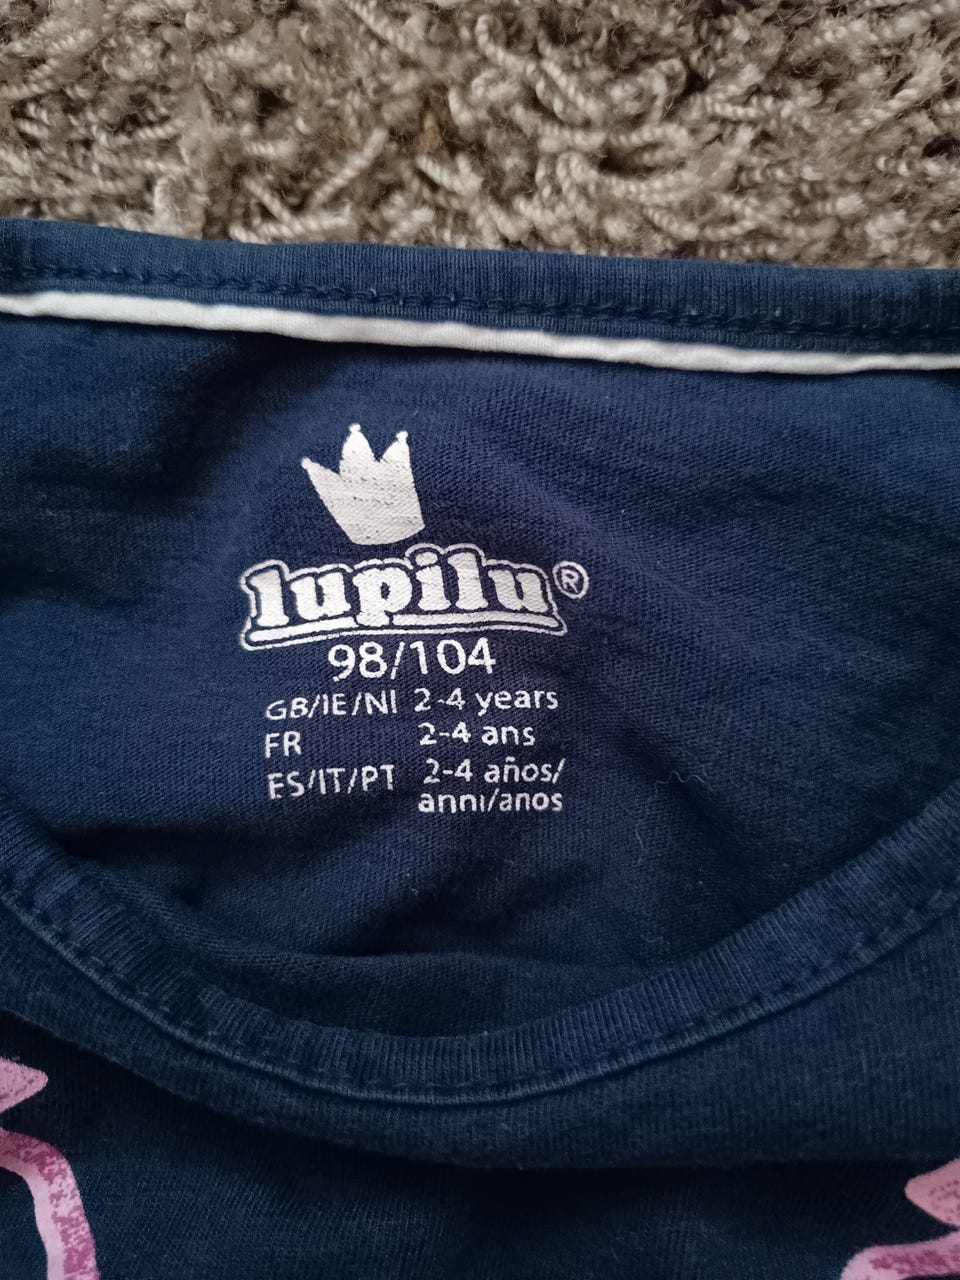 lupilu®
98/104
GB/IE/NI 2-4 years
FR 2-4 ans
ES/IT/PT 2-4 años/
anni/anos